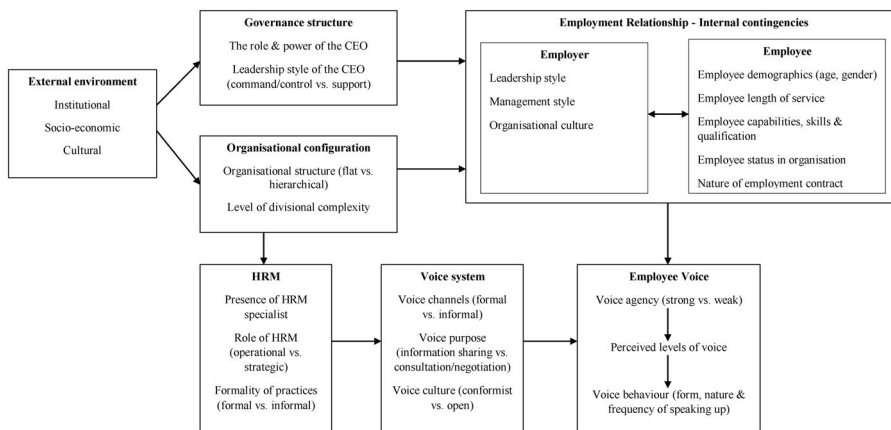 Governance structure
The role & power of the CEO
Leadership style of the CEO
(command/control vs. support)
External environment
Institutional
Socio-economic
Cultural
Organisational configuration
Organisational structure (flat vs.
hierarchical)
Level of divisional complexity
Employment Relationship - Internal contingencies
Employer
Leadership style
Management style
Organisational culture
Employee
Employee demographics (age, gender)
Employee length of service
Employee capabilities, skills &
qualification
Employee status in organisation
Nature of employment contract
HRM
Presence of HRM
specialist
Role of HRM
(operational vs.
strategic)
Formality of practices
(formal vs. informal)
Voice system
Voice channels (formal
vs. informal)
Voice purpose
(information sharing vs.
consultation/negotiation)
Voice culture (conformist
vs. open)
Employee Voice
Voice agency (strong vs. weak)
Perceived levels of voice
Voice behaviour (form, nature &
frequency of speaking up)